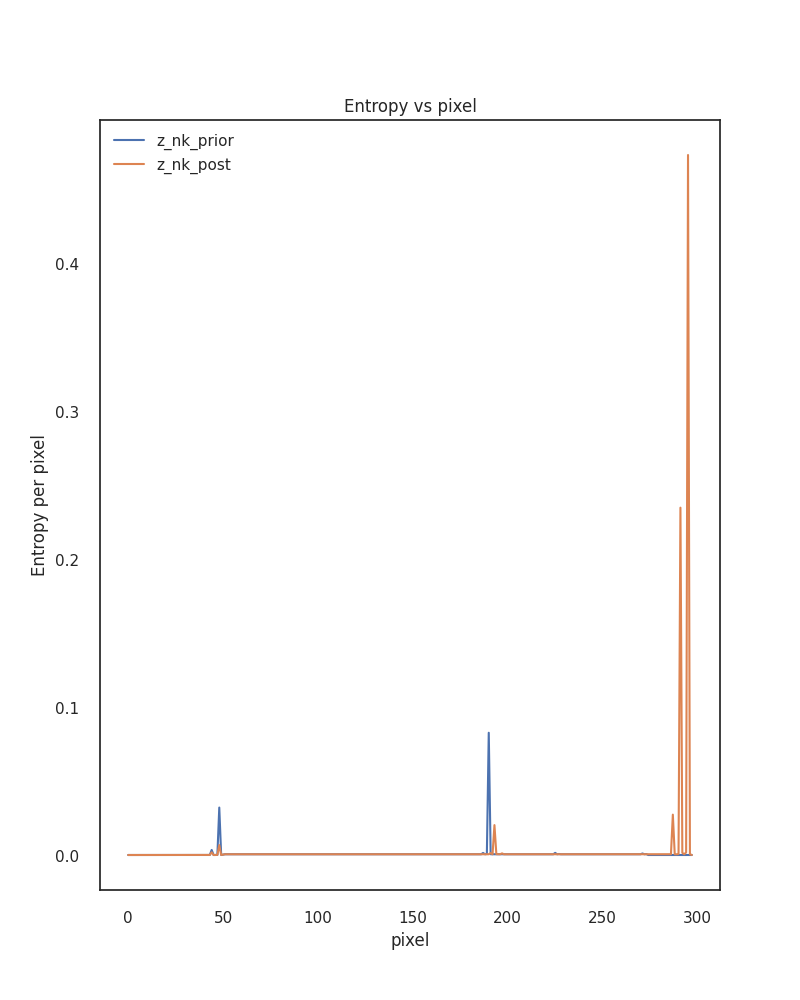 Entropy vs pixel
z_nk_prior
z_nk_post
Entropy per pixel
0.4
0.3
0.2
0.1
0.0
0 50 100 150 200 250 300
pixel